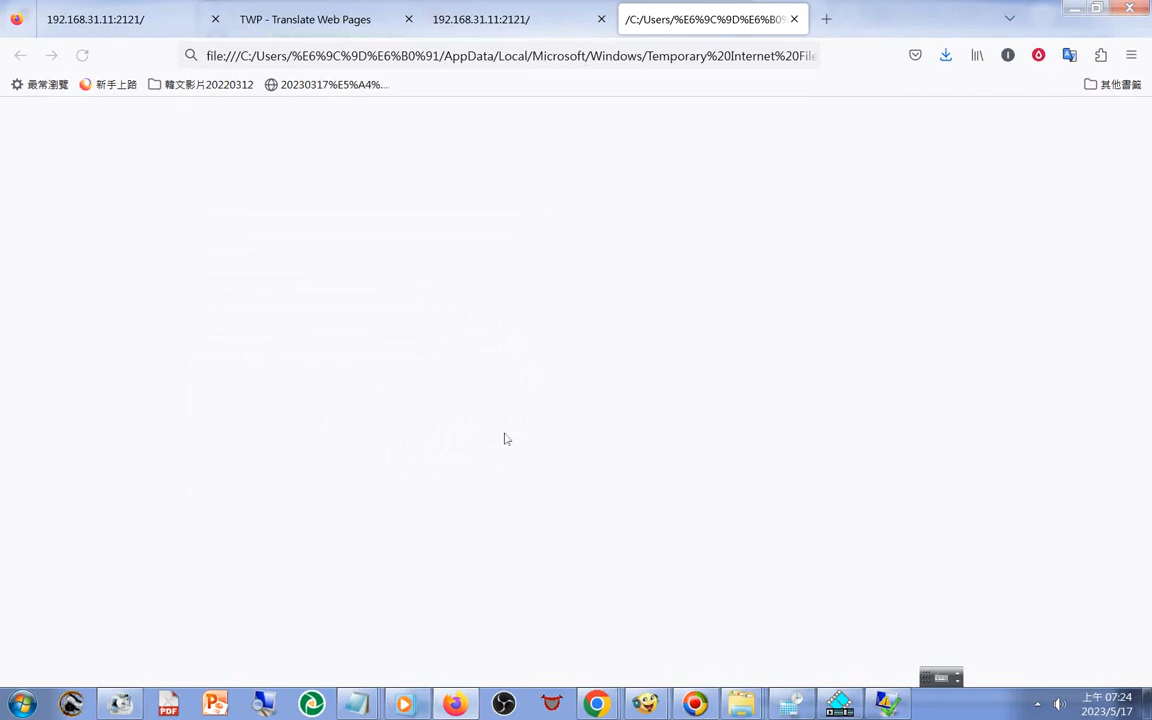 192.168.31.11:2121/
TWP - Translate Web Pages
192.168.31.11:2121/
/C:/Users/%E6%9C%9D%E6%B0%
file:///C:/Users/%E6%9C%9D%E6%B0%91/AppData/Local/Microsoft/Windows/Temporary%20Internet%20File
最常瀏覽
新手上路
韓文影片20220312
20230317%E5%A4%....
其他書籤
PDF
上午 07:24
2023/5/17